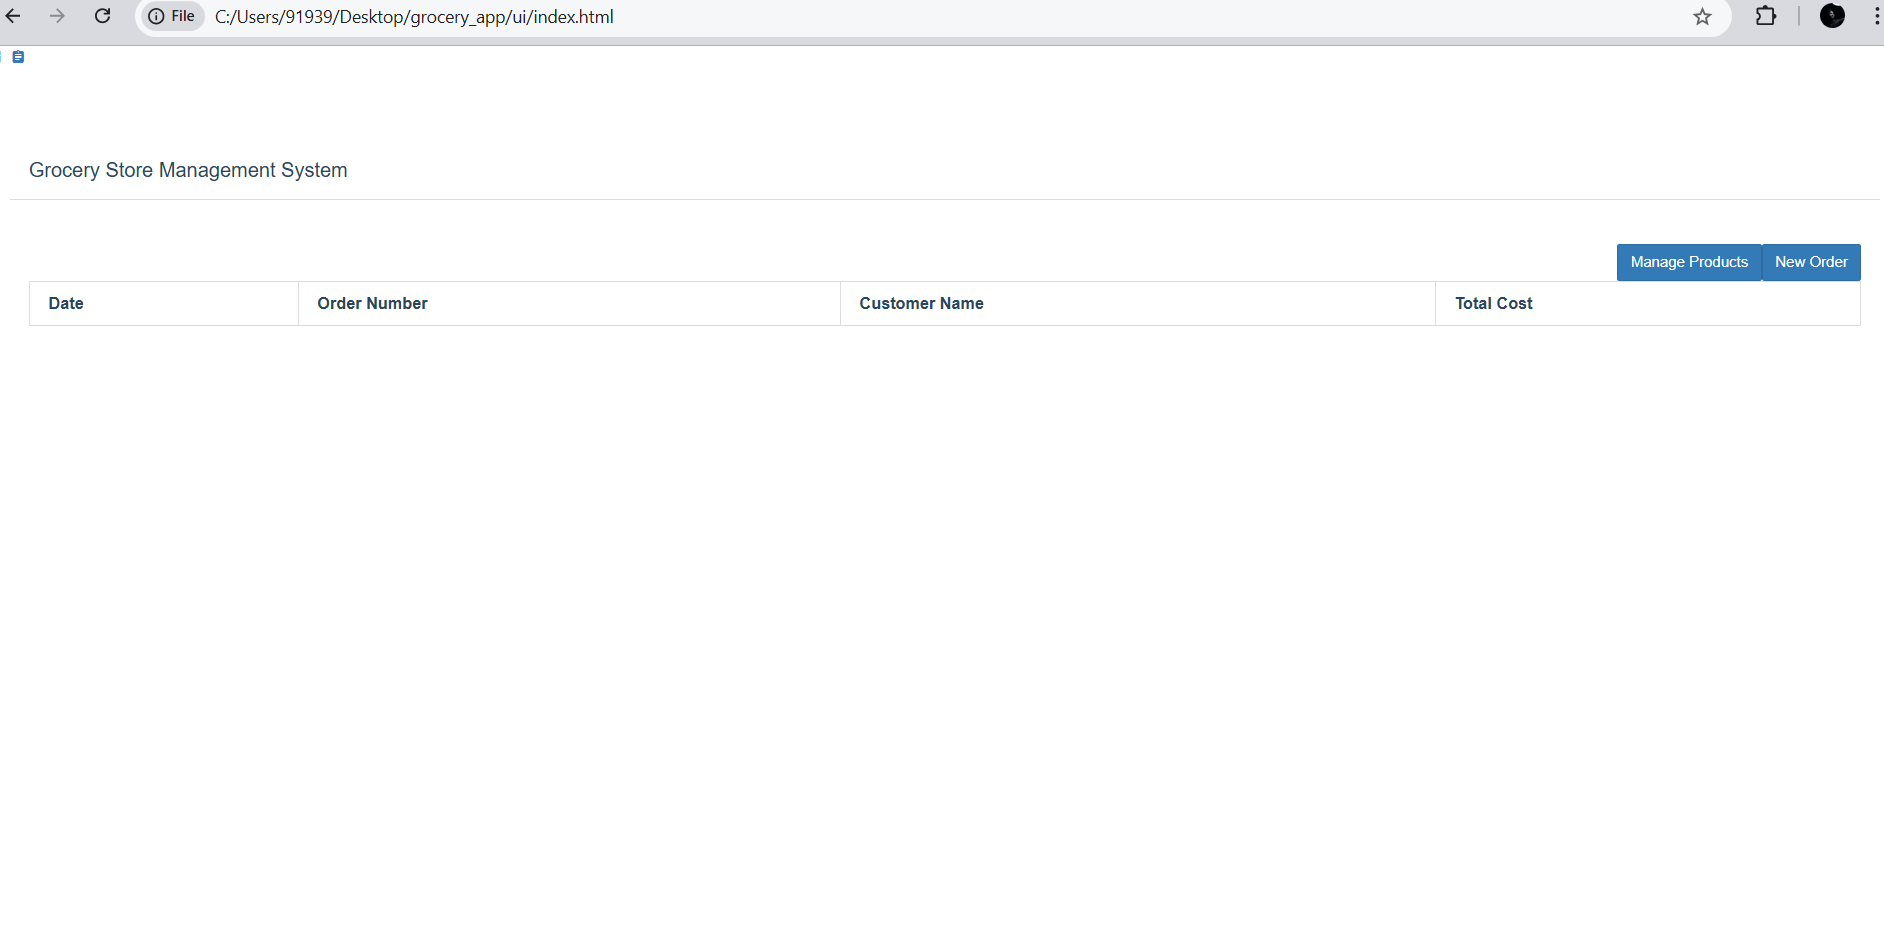 File C:/Users/91939/Desktop/grocery_app/ui/index.html
Grocery Store Management System
Manage Products New Order
Date Order Number Customer Name Total Cost